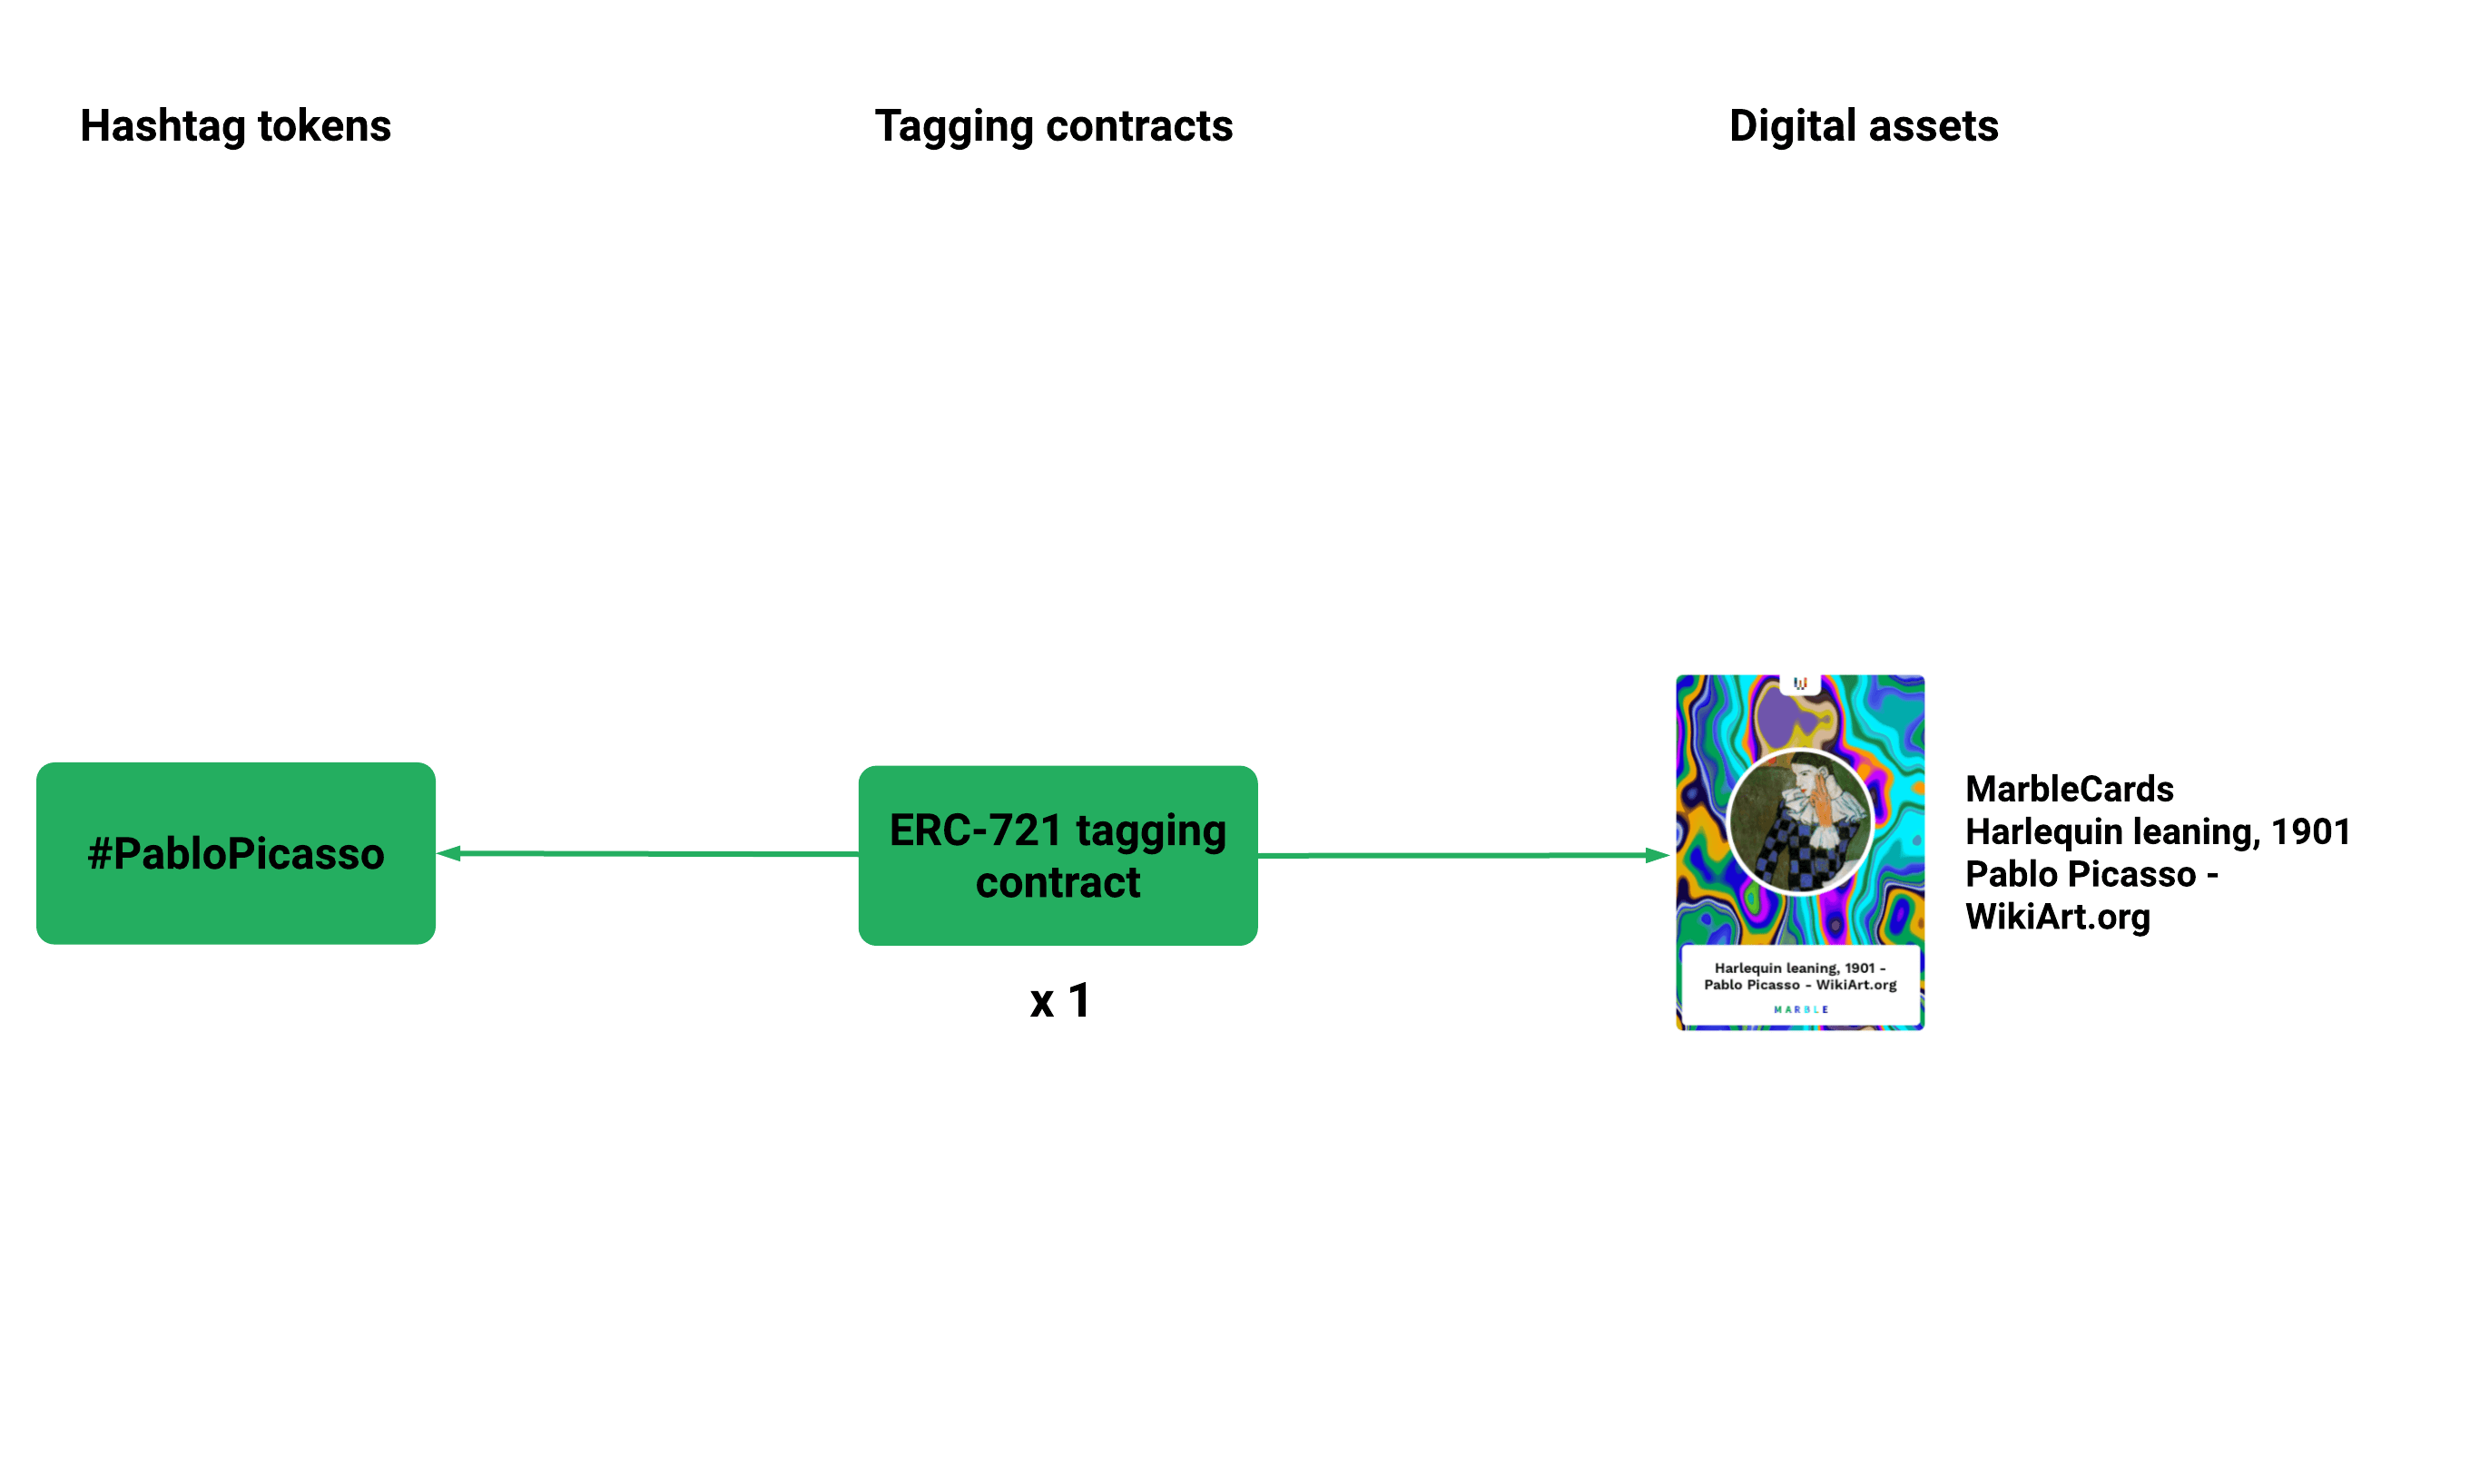 Hashtag tokens
Tagging contracts
Digital assets
#PabloPicasso
ERC-721 tagging
contract
x 1
Harlequin leaning, 1901 -
Pablo Picasso - WikiArt.org
MARBLE
MarbleCards
Harlequin leaning, 1901
Pablo Picasso -
WikiArt.org